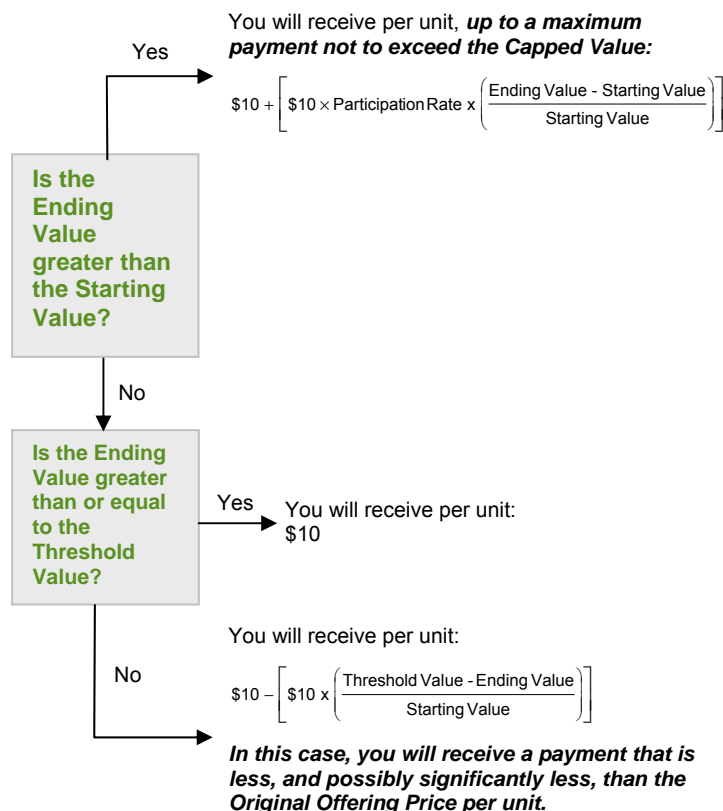 You will receive per unit, up to a maximum
payment not to exceed the Capped Value:
Yes
$10 + [ $10 × Participation Rate x ( Ending Value - Starting Value / Starting Value ) ]
Is the
Ending
Value
greater than
the Starting
Value?
No
Is the Ending
Value greater
than or equal
to the
Threshold
Value?
Yes
You will receive per unit:
$10
You will receive per unit:
No
$10 – [ $10 x ( Threshold Value - Ending Value / Starting Value ) ]
In this case, you will receive a payment that is
less, and possibly significantly less, than the
Original Offering Price per unit.